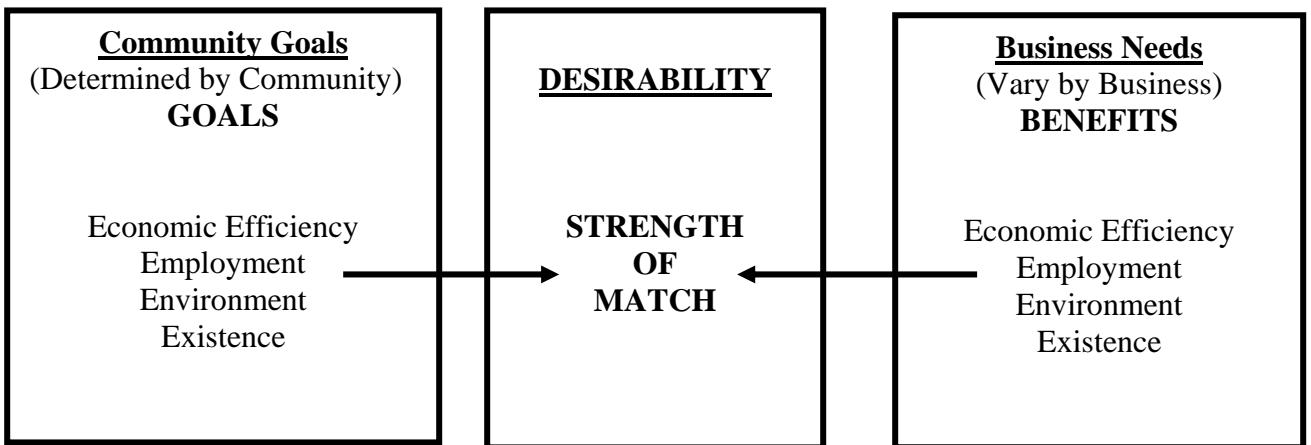 Community Goals
(Determined by Community)
GOALS
Economic Efficiency
Employment
Environment
Existence
DESIRABILITY
STRENGTH
OF
MATCH
Business Needs
(Vary by Business)
BENEFITS
Economic Efficiency
Employment
Environment
Existence